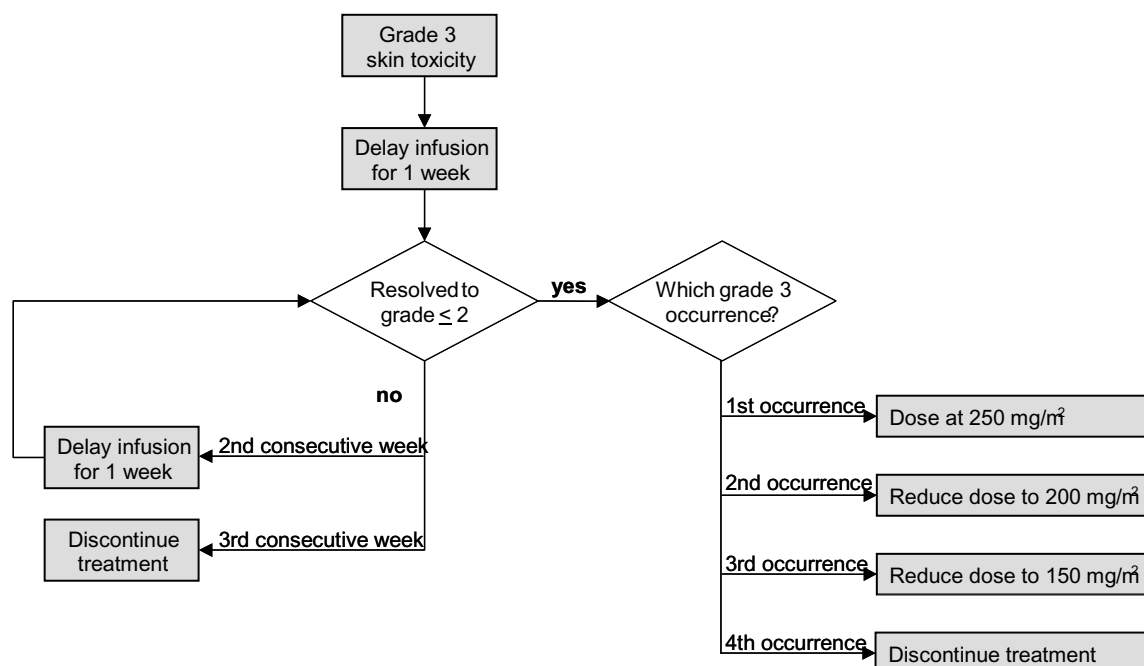 Grade 3
skin toxicity
Delay infusion
for 1 week
Resolved to
grade ≤ 2
yes
Which grade 3
occurrence?
no
2nd consecutive week
Delay infusion
for 1 week
3rd consecutive week
Discontinue
treatment
1st occurrence
Dose at 250 mg/m²
2nd occurrence
Reduce dose to 200 mg/m²
3rd occurrence
Reduce dose to 150 mg/m²
4th occurrence
Discontinue treatment